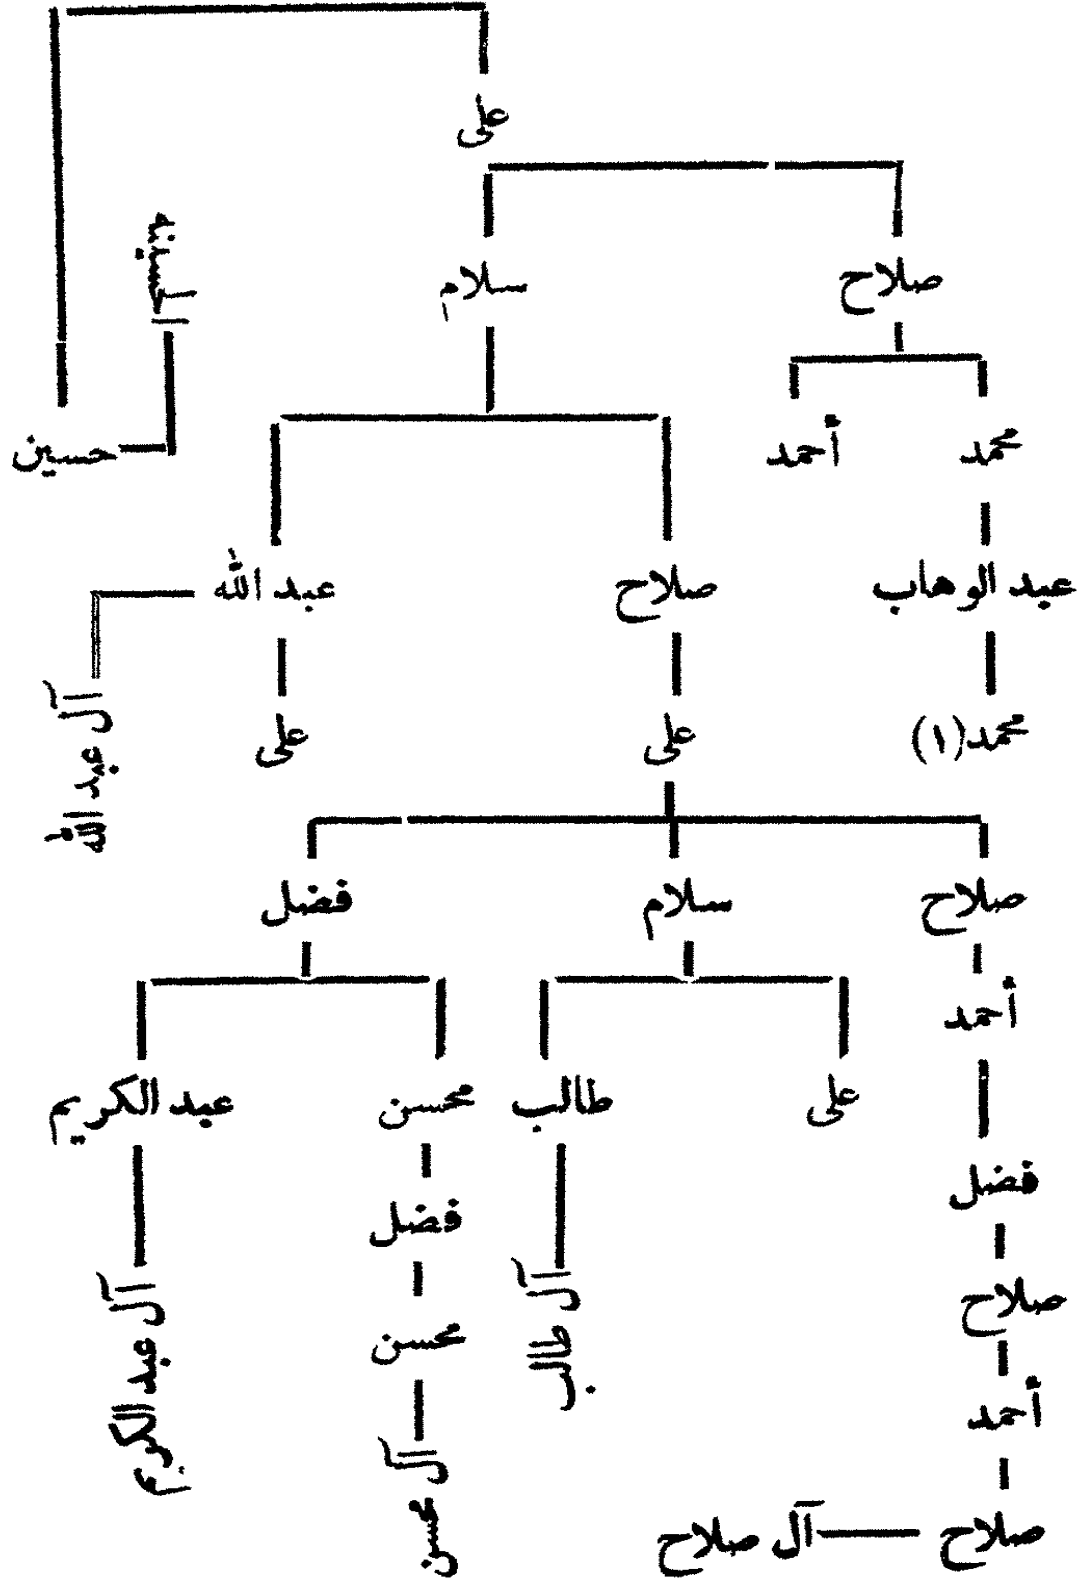 على
صلاح
سلام
الحسينيه
محمد
أحمد
حسين
عبد الوهاب
صلاح
عبد الله
آل عبد الله
محمد (١)
على
على
صلاح
سلام
فضل
أحمد
على
طالب
محسن
عبد الكريم
فضل
فضل
صلاح
آل طالب
محسن
آل عبد الكريم
أحمد
آل محسن
صلاح
آل صلاح